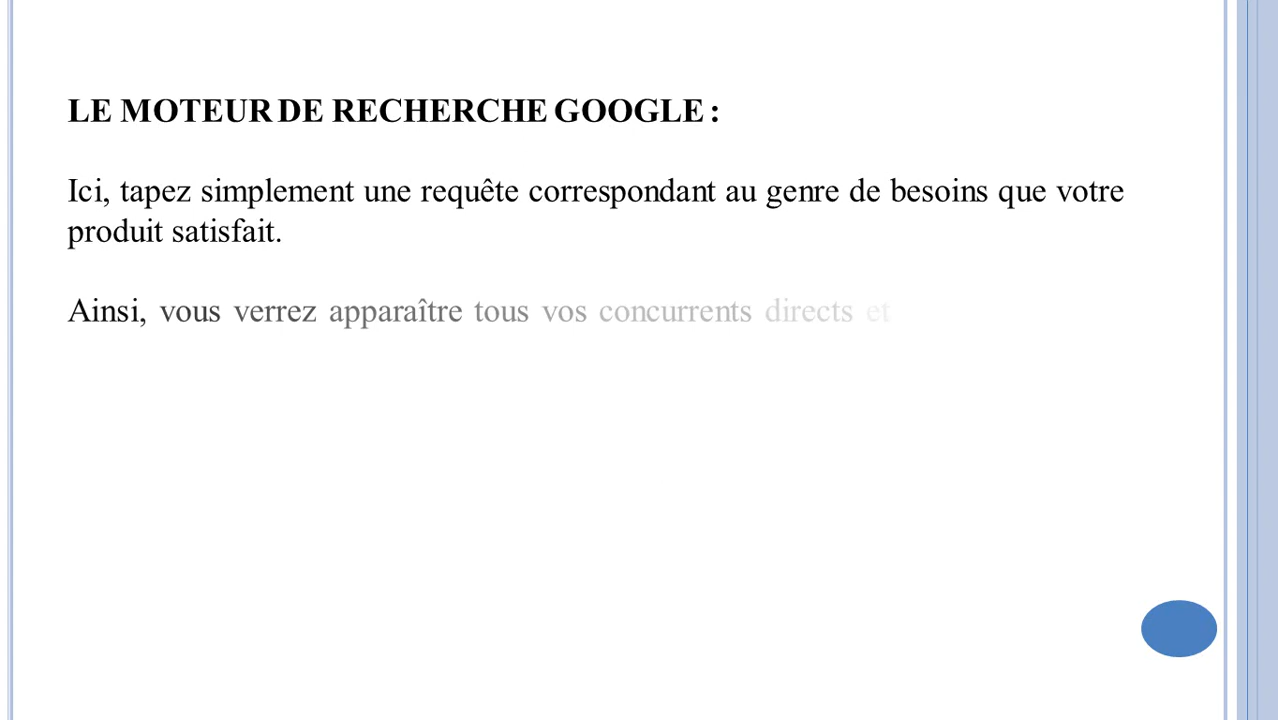 LE MOTEUR DE RECHERCHE GOOGLE :
Ici, tapez simplement une requête correspondant au genre de besoins que votre
produit satisfait.
Ainsi, vous verrez apparaître tous vos concurrents directs et